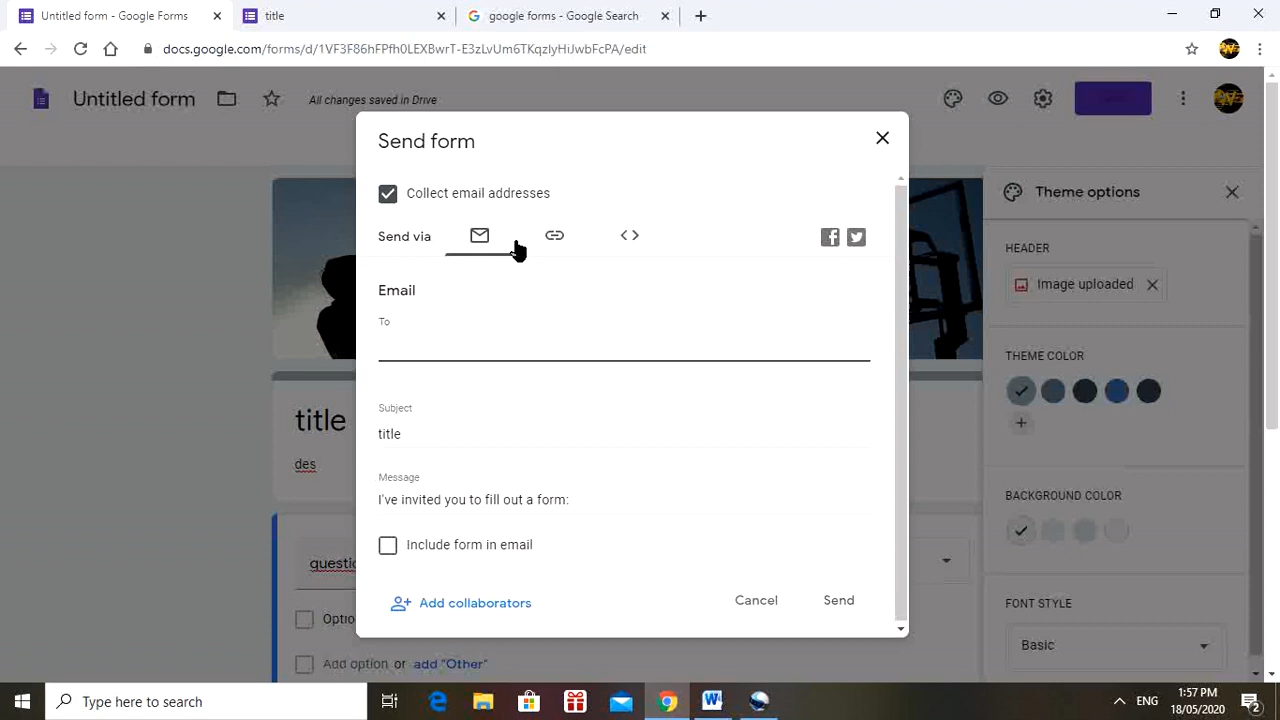 Untitled form - Google Forms
title
google forms - Google Search
docs.google.com/forms/d/1VF3F86hFPfh0LEXBwrT-E3zLvUm6TKqzIyHiJwbFcPA/edit
Untitled form
All changes saved in Drive
Send form
Collect email addresses
Send via
Email
To
Subject
title
Message
I've invited you to fill out a form:
Include form in email
Add collaborators
Cancel
Send
Theme options
HEADER
Image uploaded
THEME COLOR
BACKGROUND COLOR
FONT STYLE
Basic
title
des
questio
Optio
Add option or add "Other"
Type here to search
ENG
1:57 PM
18/05/2020
2